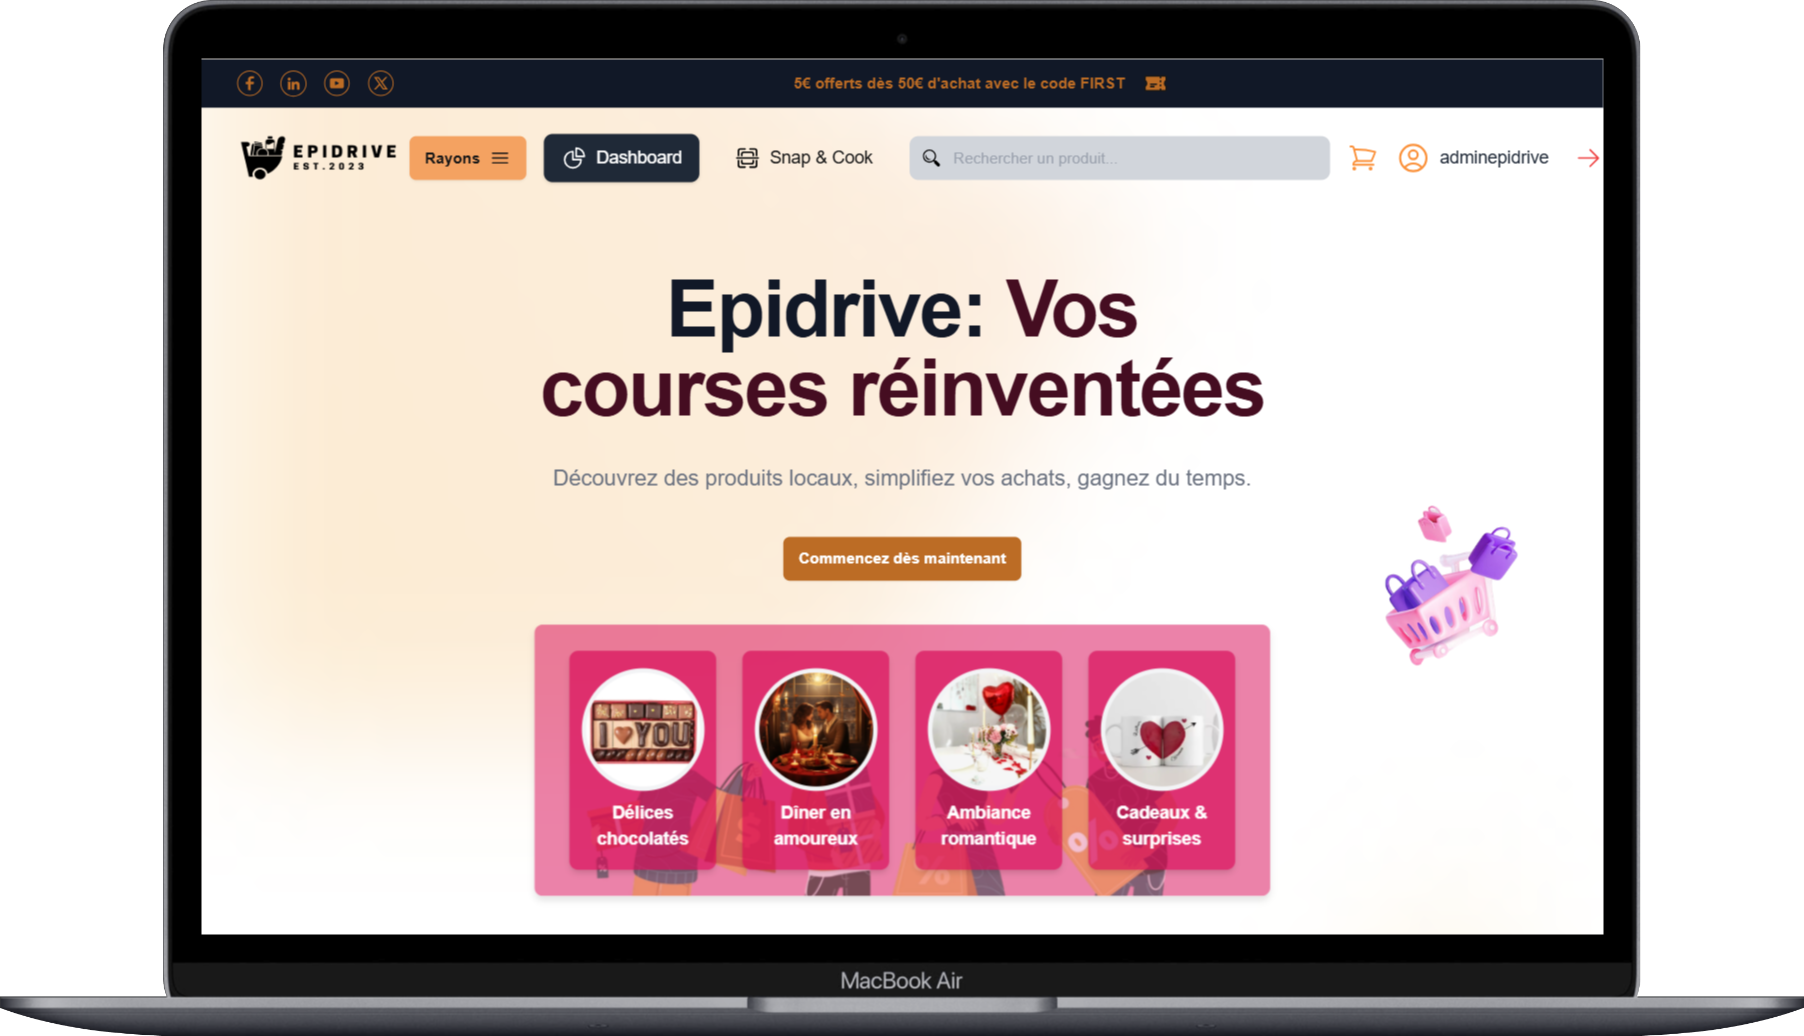 5€ offerts dès 50€ d'achat avec le code FIRST
EPIDRIVE
EST.2023
Rayons
Dashboard
Snap & Cook
Rechercher un produit...
adminepidrive
Epidrive: Vos
courses réinventées
Découvrez des produits locaux, simplifiez vos achats, gagnez du temps.
Commencez dès maintenant
I YOU
Délices
chocolatés
Dîner en
amoureux
Ambiance
romantique
Cadeaux &
surprises
MacBook Air